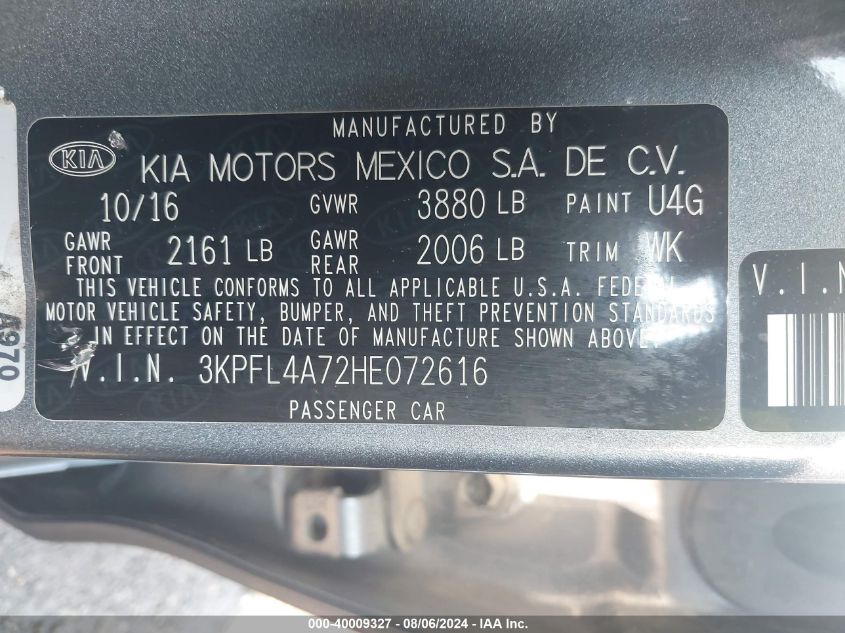 MANUFACTURED BY
KIA KIA MOTORS MEXICO S.A. DE C.V.
10/16 GVWR 3880 LB PAINT U4G
GAWR FRONT 2161 LB GAWR REAR 2006 LB TRIM WK
THIS VEHICLE CONFORMS TO ALL APPLICABLE U.S.A. FEDERAL
MOTOR VEHICLE SAFETY, BUMPER, AND THEFT PREVENTION STANDARDS
IN EFFECT ON THE DATE OF MANUFACTURE SHOWN ABOVE.
V.I.N. 3KPFL4A72HE072616
PASSENGER CAR
V.I.N
A970
000-40009327 - 08/06/2024 - IAA Inc.